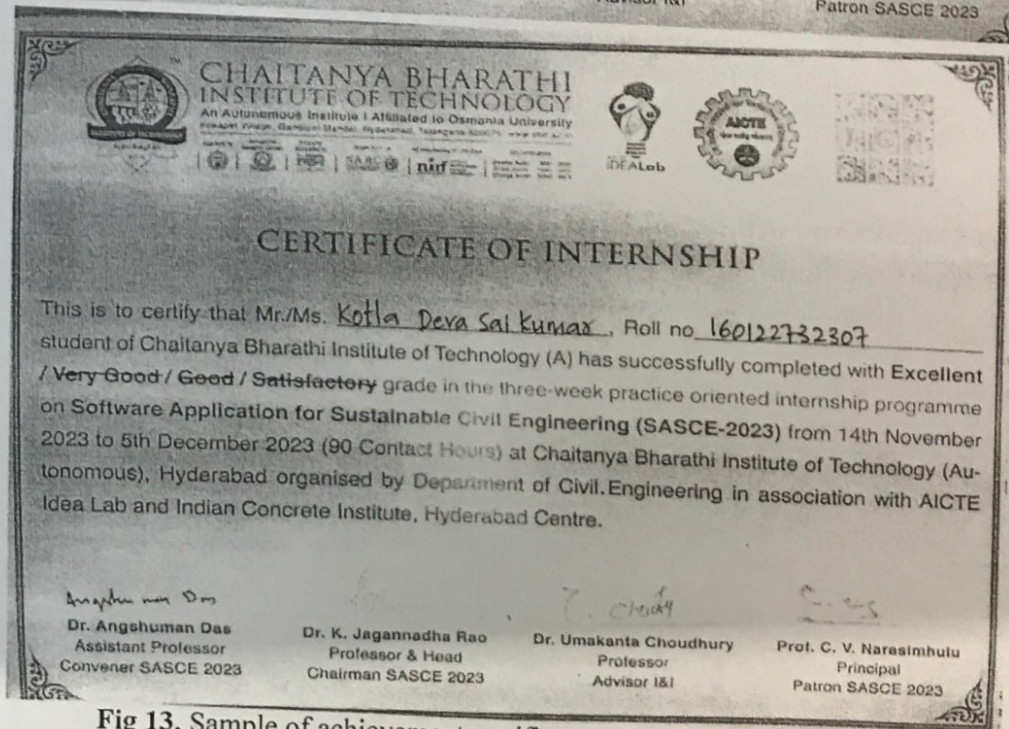 Patron SASCE 2023
CHAITANYA BHARATHI
INSTITUTE OF TECHNOLOGY
An Autonomous Institute I Affiliated to Osmania University
nirf
IDEALab
AICTE
CERTIFICATE OF INTERNSHIP
This is to certify that Mr./Ms. Kotla Deva Sai Kumar, Roll no 160122732307
student of Chaitanya Bharathi Institute of Technology (A) has successfully completed with Excellent
/ Very Good / Good / Satisfactory grade in the three-week practice oriented internship programme
on Software Application for Sustainable Civil Engineering (SASCE-2023) from 14th November
2023 to 5th December 2023 (90 Contact Hours) at Chaitanya Bharathi Institute of Technology (Au-
tonomous), Hyderabad organised by Department of Civil.Engineering in association with AICTE
Idea Lab and Indian Concrete Institute, Hyderabad Centre.
Angshuman Das
Dr. Angshuman Das
Assistant Professor
Convener SASCE 2023
Dr. K. Jagannadha Rao
Professor & Head
Chairman SASCE 2023
Dr. Umakanta Choudhury
Professor
Advisor I&I
Prof. C. V. Narasimhulu
Principal
Patron SASCE 2023
Fig 13. Sample of